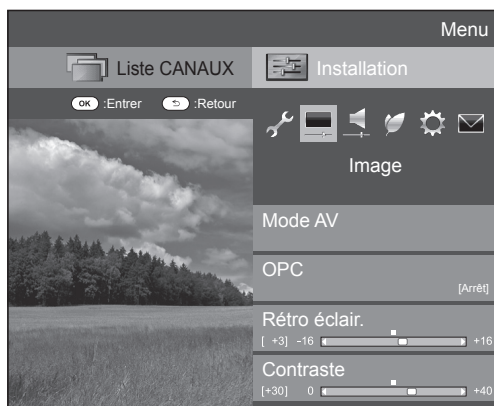 Menu
Liste CANAUX
Installation
OK :Entrer :Retour
Image
Mode AV
OPC
[Arrêt]
Rétro éclair.
[ +3] -16 +16
Contraste
[+30] 0 +40